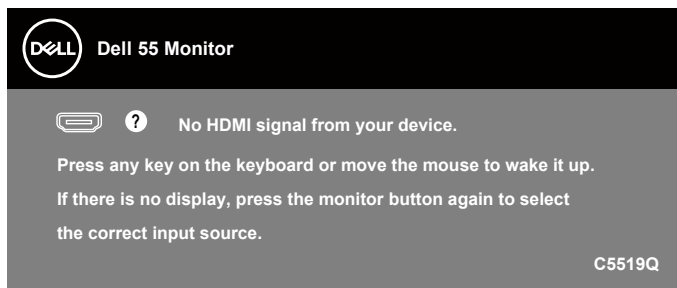 DELL Dell 55 Monitor
? No HDMI signal from your device.
Press any key on the keyboard or move the mouse to wake it up.
If there is no display, press the monitor button again to select
the correct input source.
C5519Q